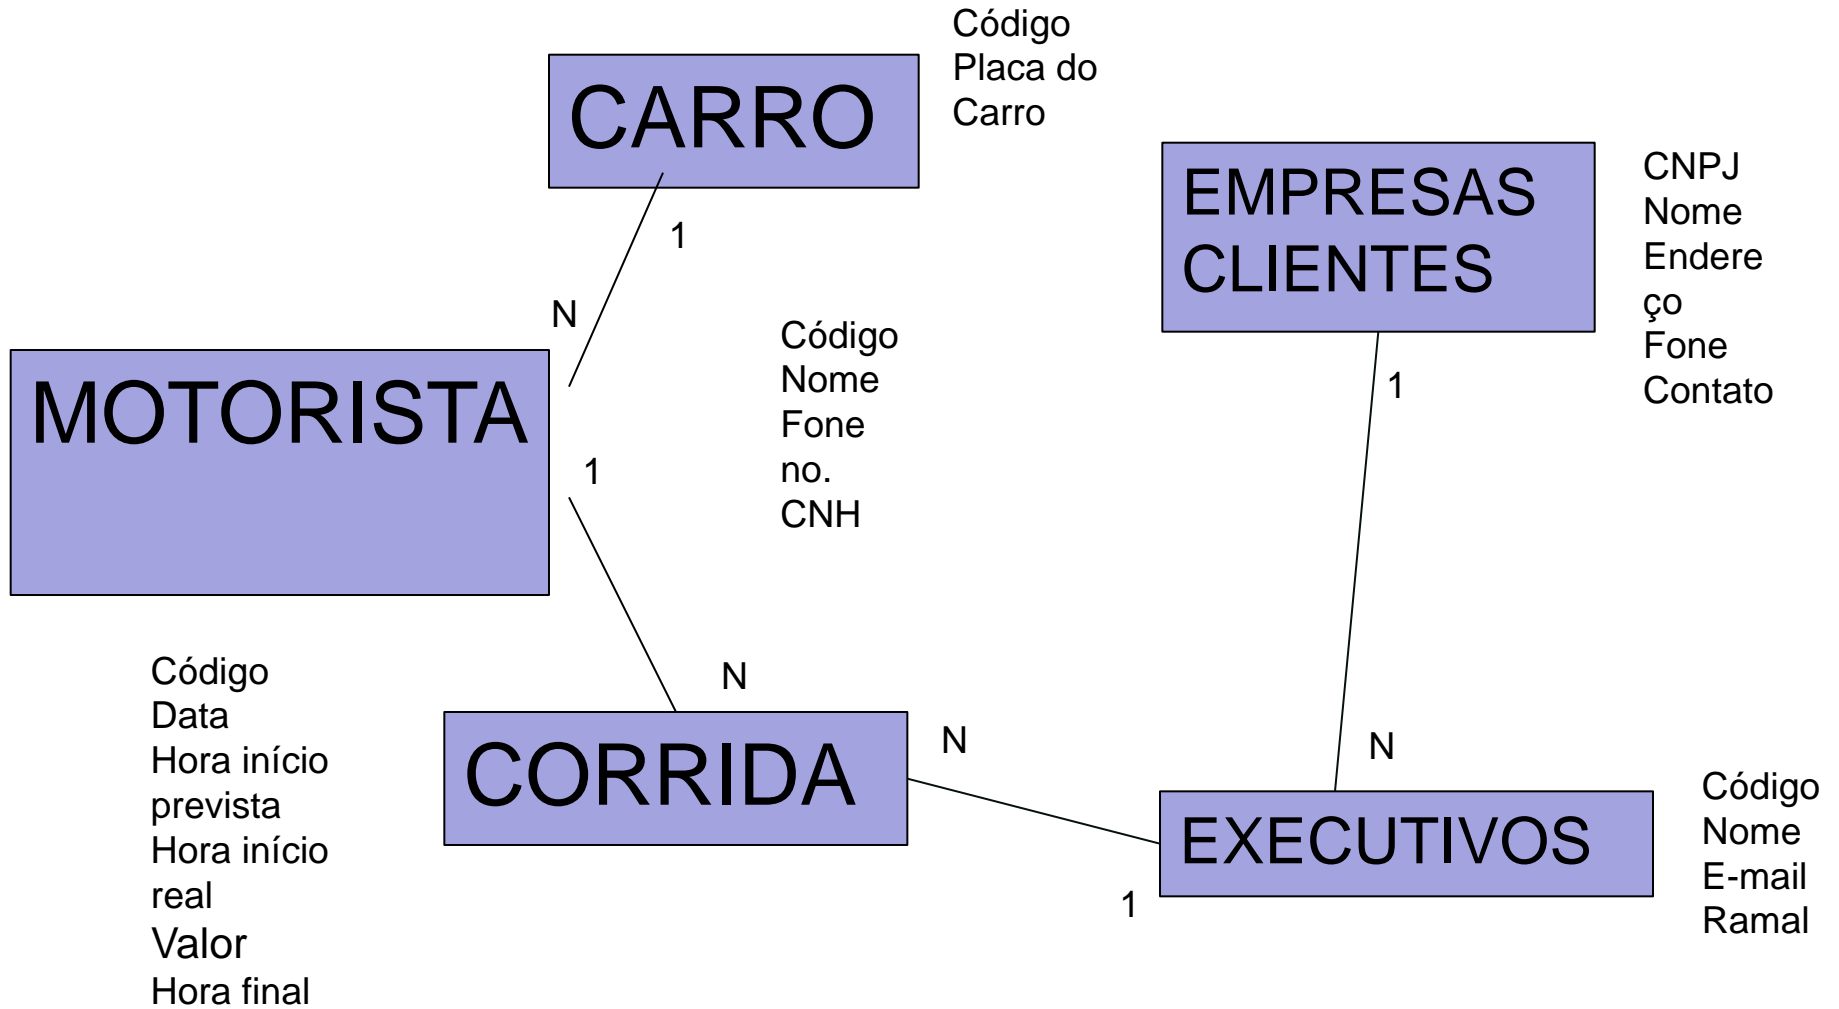 CARRO
Código
Placa do
Carro
1
N
EMPRESAS
CLIENTES
CNPJ
Nome
Endere
ço
Fone
Contato
1
N
MOTORISTA
1
Código
Nome
Fone
no.
CNH
N
Código
Data
Hora início
prevista
Hora início
real
Valor
Hora final
CORRIDA
N
1
EXECUTIVOS
Código
Nome
E-mail
Ramal